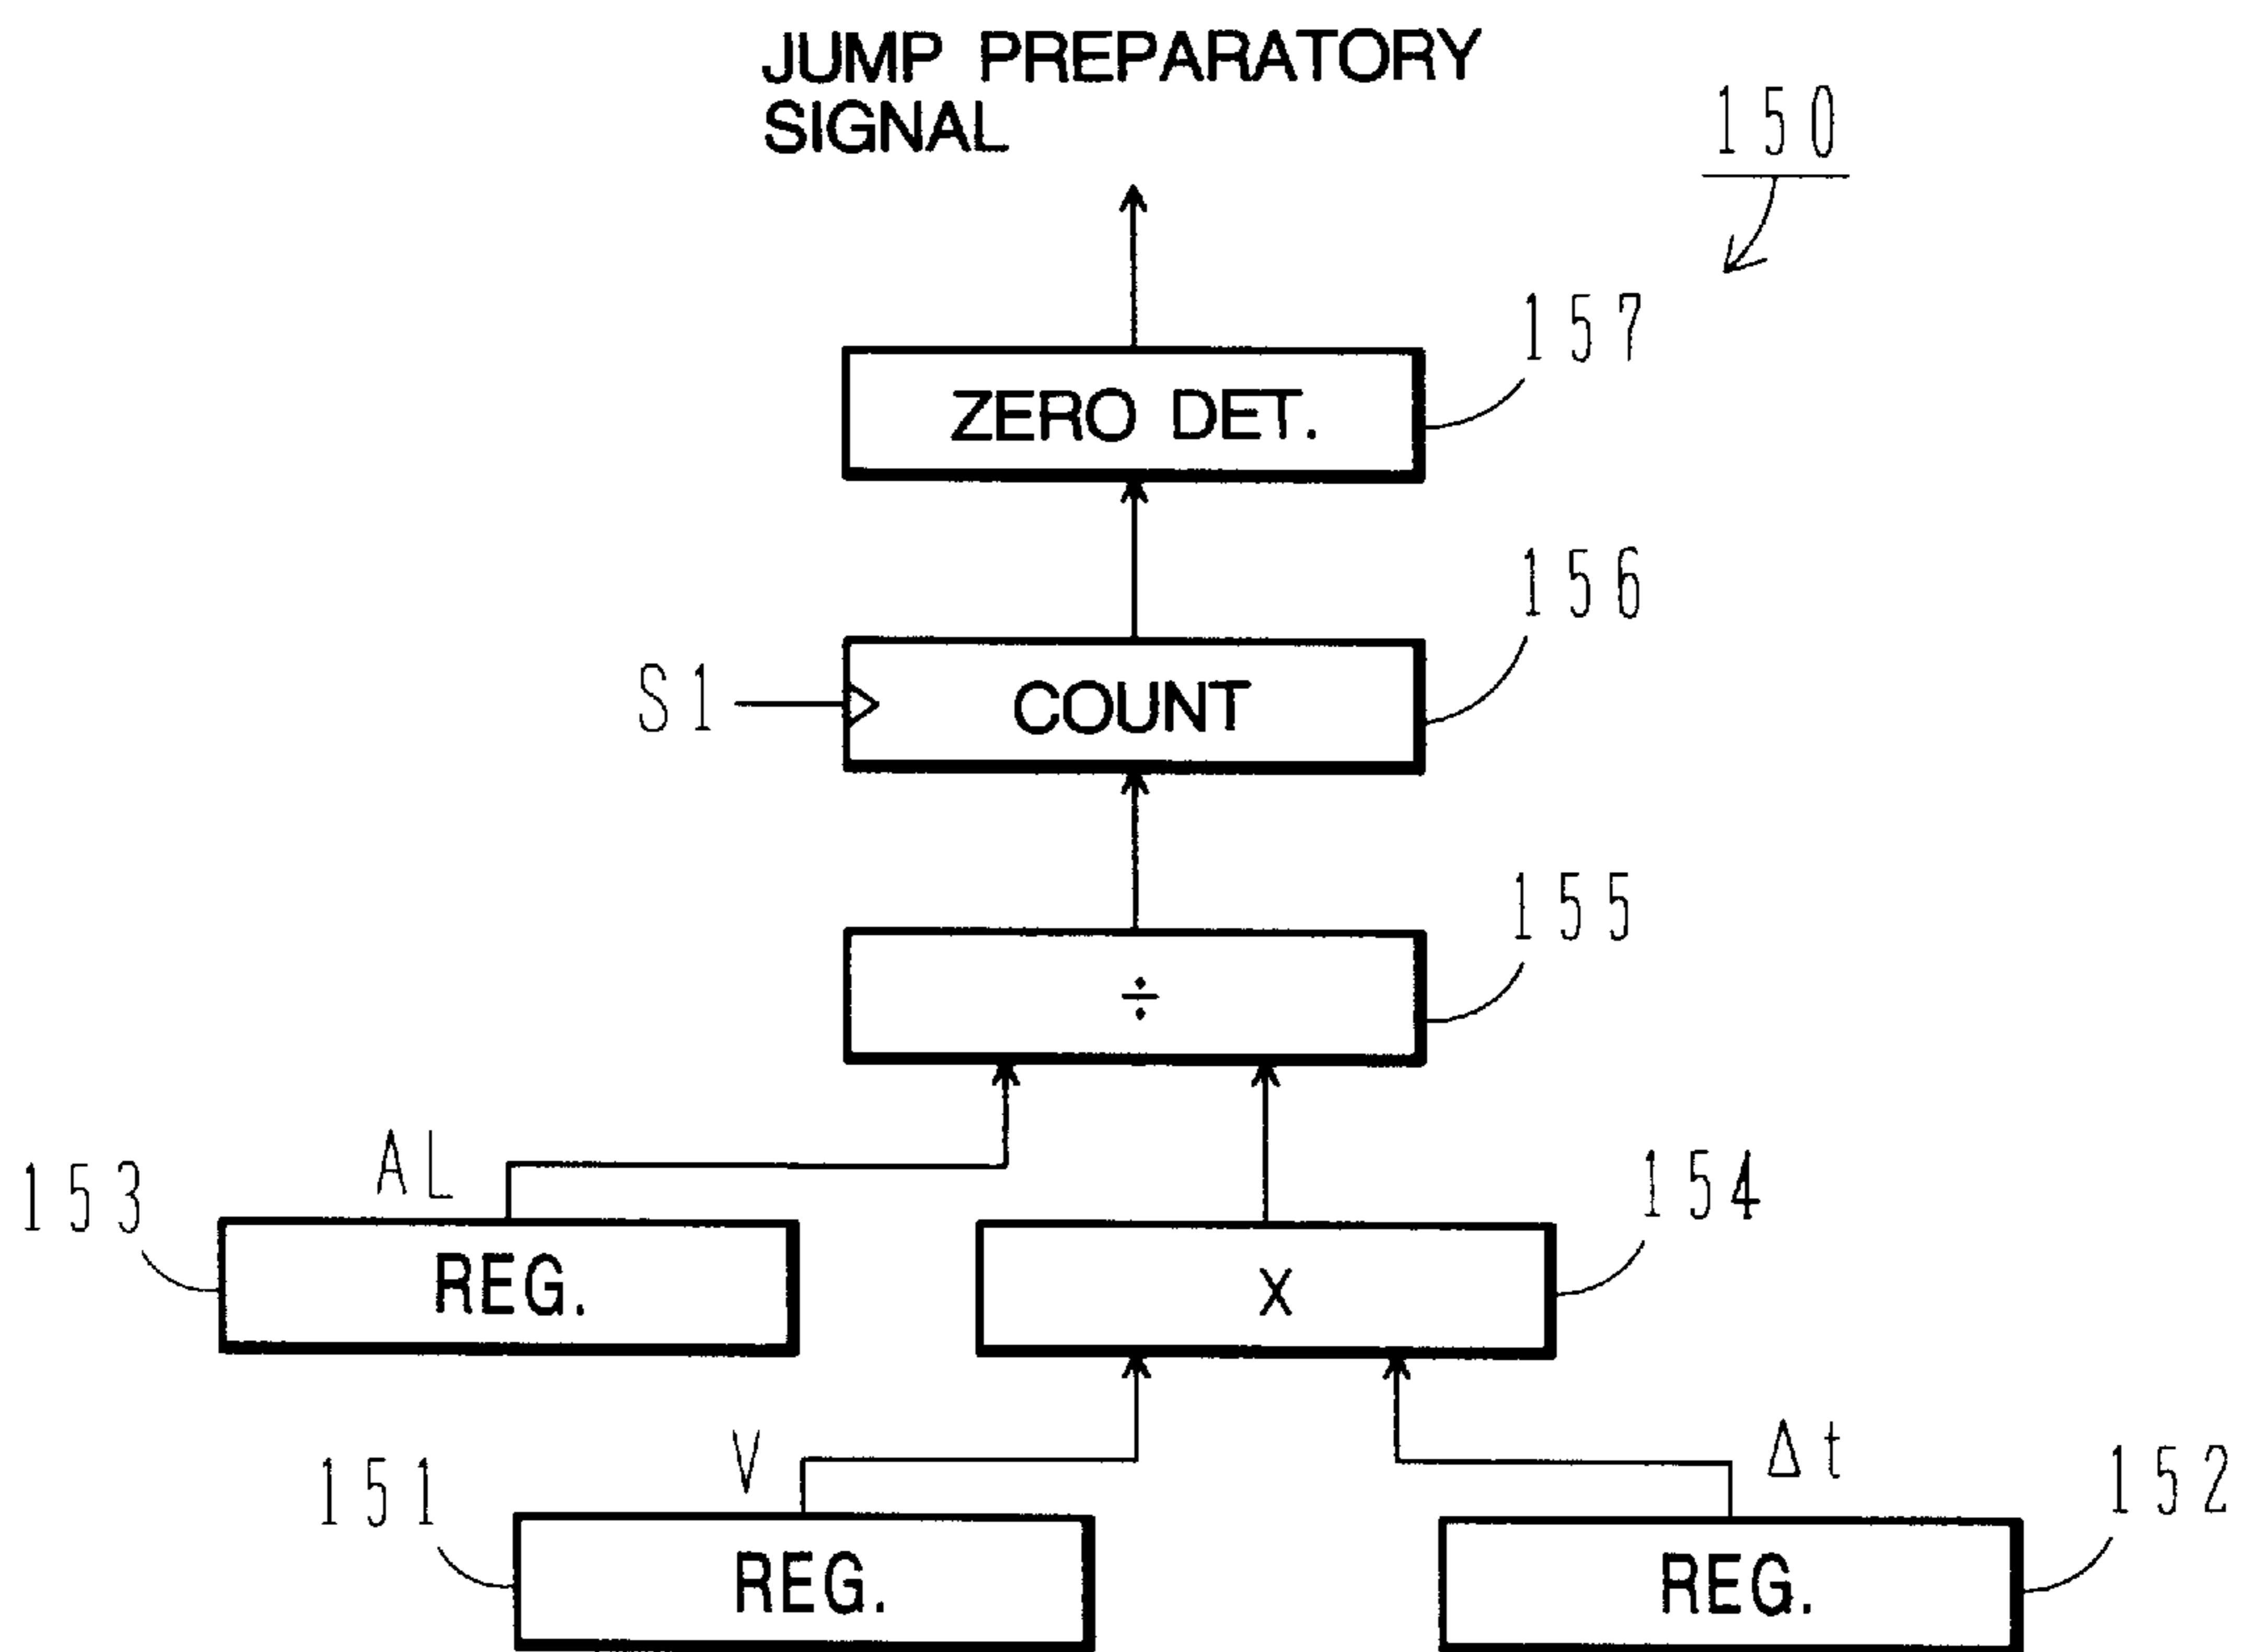 JUMP PREPARATORY
SIGNAL
150
157
ZERO DET.
156
S1
COUNT
155
÷
AL
153
154
REG.
X
V
Δt
151
152
REG.
REG.